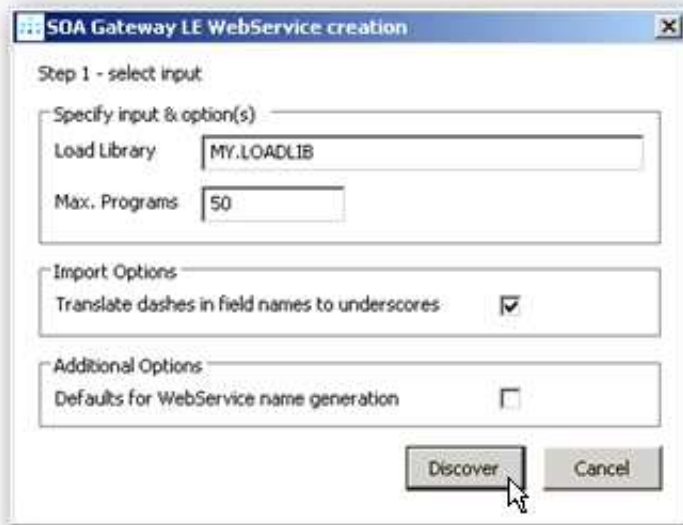 SOA Gateway LE WebService creation
Step 1 - select input
Specify input & option(s)
Load Library MY.LOADLIB
Max. Programs 50
Import Options
Translate dashes in field names to underscores
Additional Options
Defaults for WebService name generation
Discover Cancel